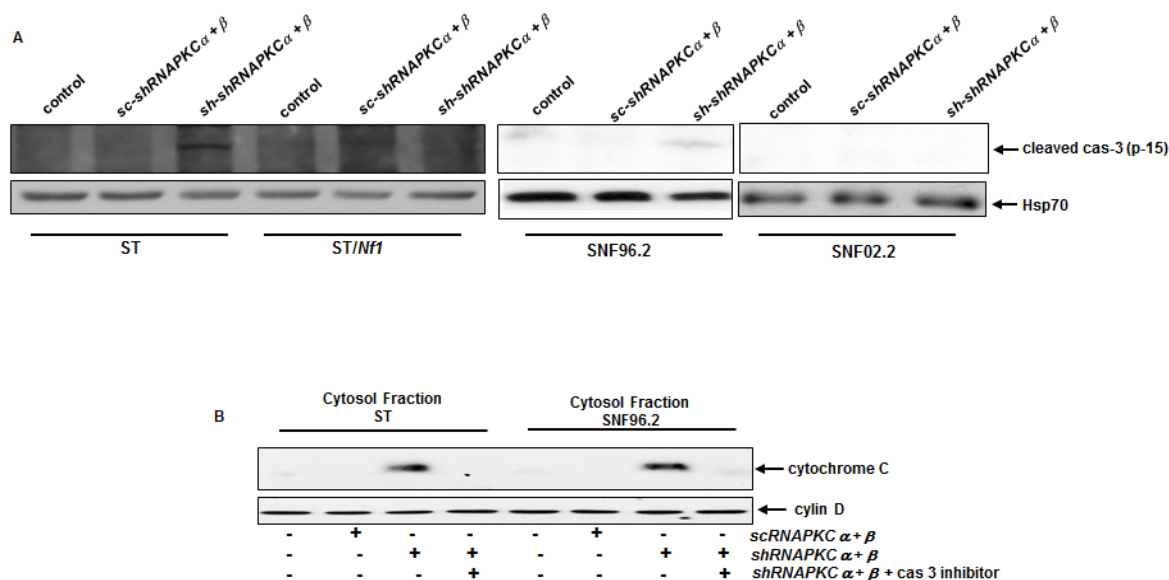 A
control
sc-shRNAPKCα+β
sh-shRNAPKCα+β
control
sc-shRNAPKCα+β
sh-shRNAPKCα+β
control
sc-shRNAPKCα+β
sh-shRNAPKCα+β
control
sc-shRNAPKCα+β
sh-shRNAPKCα+β
cleaved cas-3 (p-15)
Hsp70
ST
ST/Nf1
SNF96.2
SNF02.2
B
Cytosol Fraction
ST
Cytosol Fraction
SNF96.2
cytochrome C
cylin D
- + - - - + - - scRNAPKC α+β
- - + + - - + + shRNAPKC α+β
- - - + - - - + shRNAPKC α+β + cas 3 inhibitor